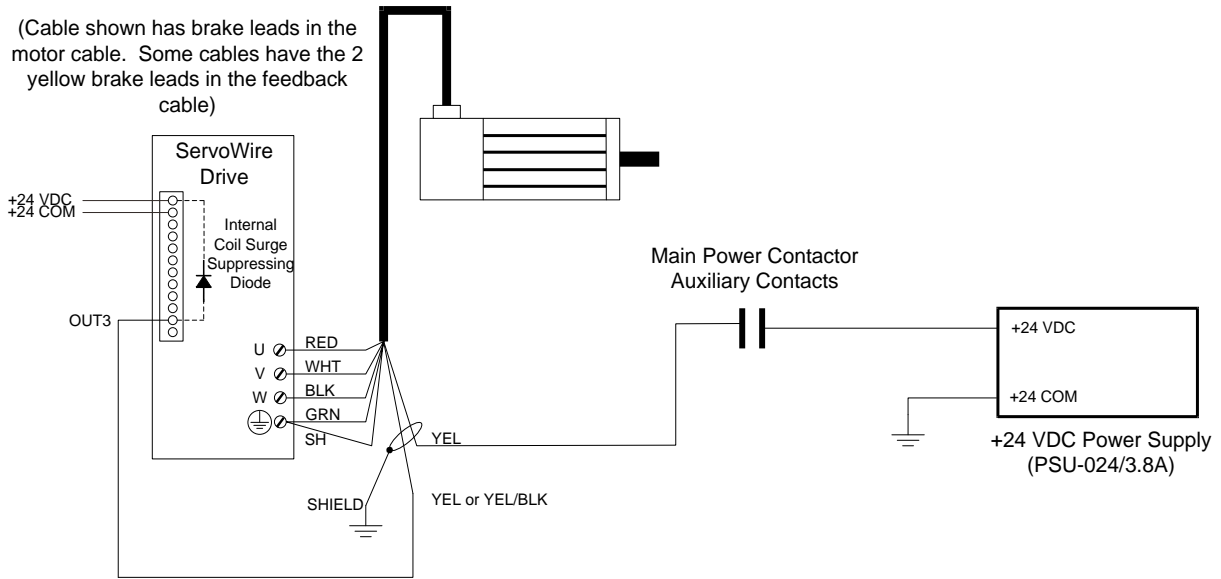 (Cable shown has brake leads in the
motor cable. Some cables have the 2
yellow brake leads in the feedback
cable)
ServoWire
Drive
+24 VDC
+24 COM
Internal
Coil Surge
Suppressing
Diode
OUT3
U
RED
V
WHT
W
BLK
GRN
SH
YEL
SHIELD
YEL or YEL/BLK
Main Power Contactor
Auxiliary Contacts
+24 VDC
+24 COM
+24 VDC Power Supply
(PSU-024/3.8A)